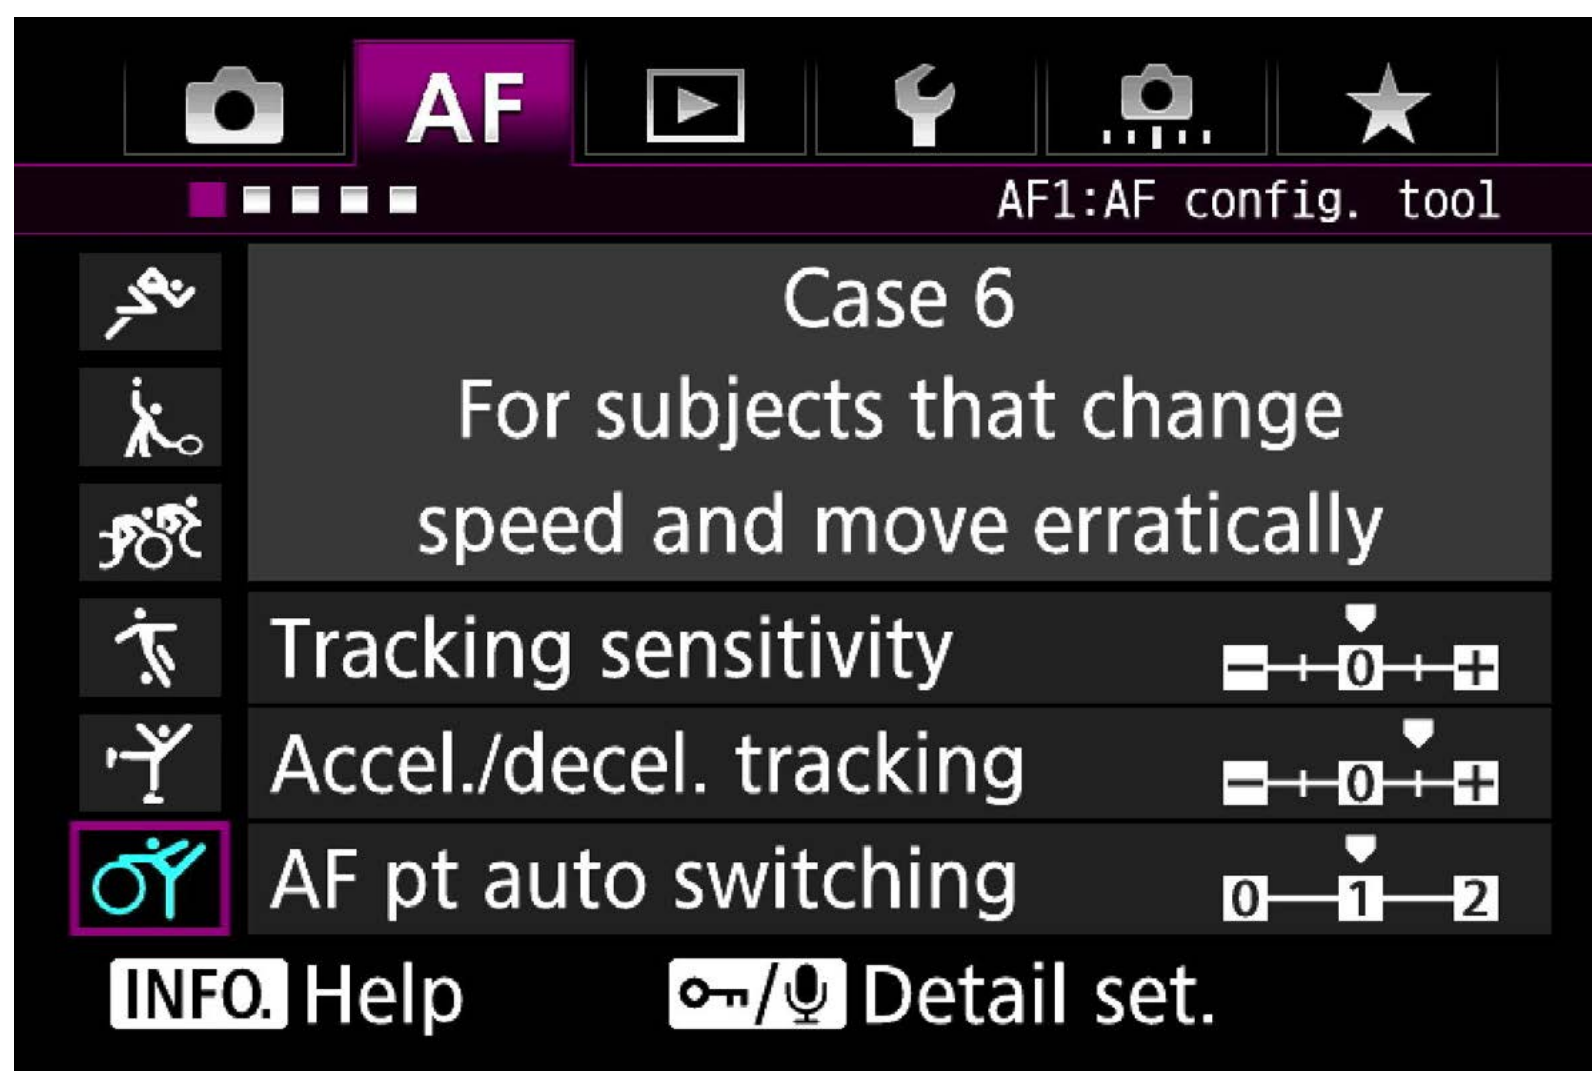 AF
AF1:AF config. tool
Case 6
For subjects that change
speed and move erratically
Tracking sensitivity
- 0 +
Accel./decel. tracking
- 0 +
AF pt auto switching
0 1 2
INFO. Help
/ Detail set.